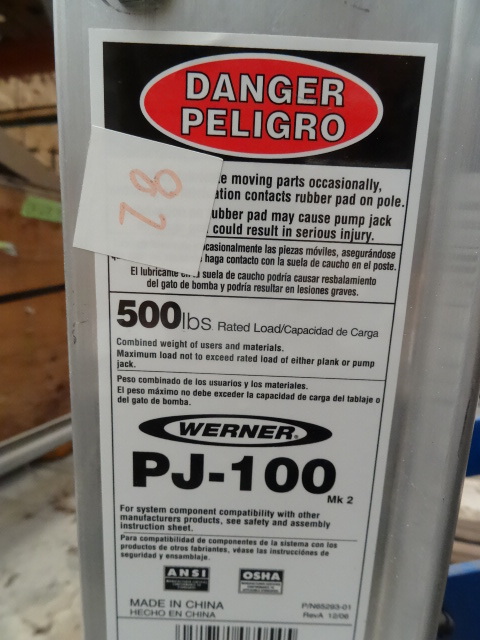 DANGER
PELIGRO
82
moving parts occasionally,
contacts rubber pad on pole.
rubber pad may cause pump jack
could result in serious injury.
las piezas móviles, asegurándose
haga contacto con la suela de caucho en el poste.
El lubricante suela de caucho podría causar resbalamiento
del gato de bomba y podría resultar en lesiones graves.
500lbs Rated Load/Capacidad de Carga
Combined weight of users and materials.
Maximum load not to exceed rated load of either plank or pump
jack.
Peso combinado de los usuarios y los materiales.
El peso máximo no debe exceder la capacidad de carga del tablaje o
del gato de bomba.
WERNER®
PJ-100
Mk 2
For system component compatibility with other
manufacturers products, see safety and assembly
instruction sheet.
Para compatibilidad de componentes de la sistema con los
productos de otros fabriantes, véase las instrucciones de
seguridad y ensamblaje.
ANSI
OSHA
MADE IN CHINA
HECHO EN CHINA
P/N65293-01
RevA 12/06